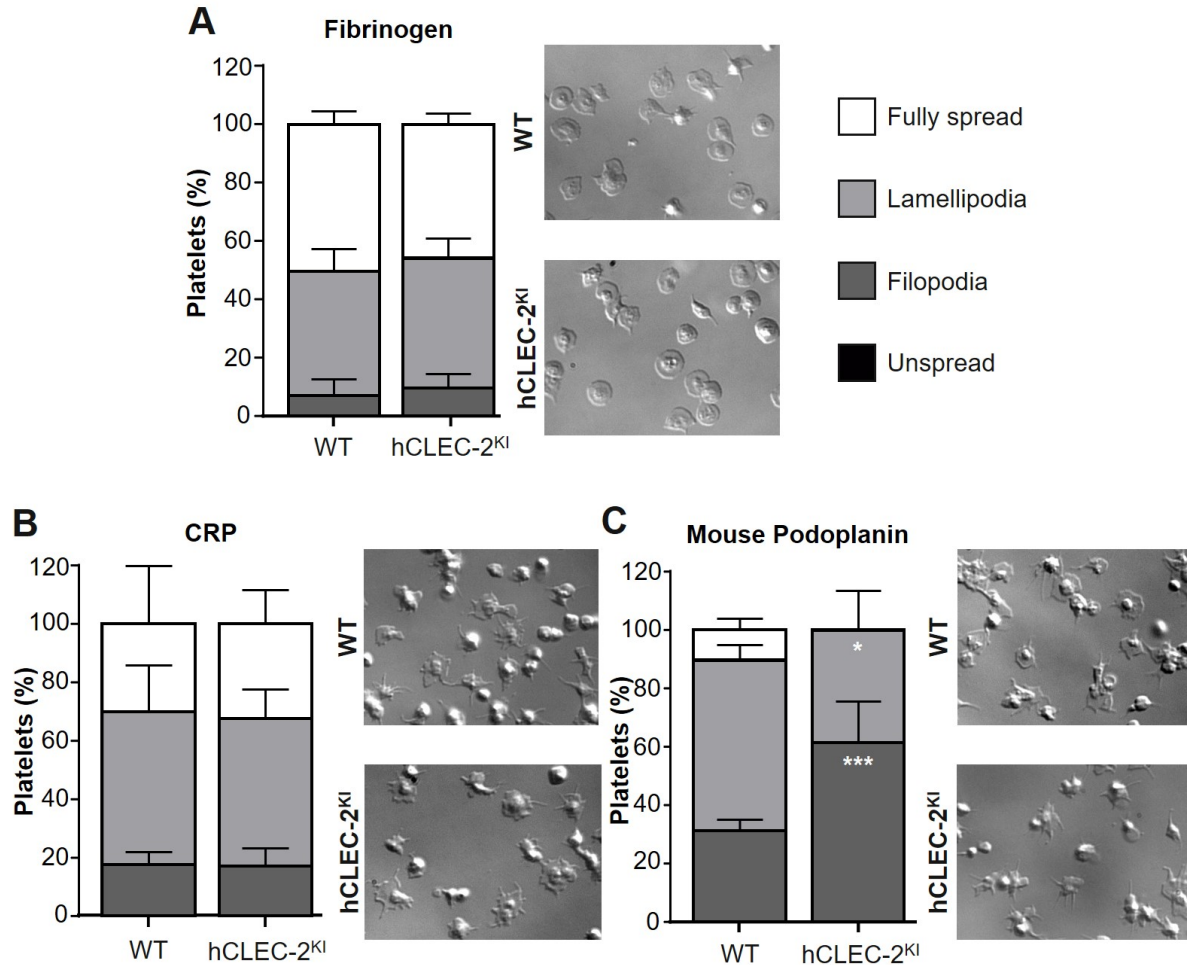 A
Fibrinogen
120
100
80
60
40
20
0
Platelets (%)
WT
hCLEC-2ᴷᴵ
WT
hCLEC-2ᴷᴵ
Fully spread
Lamellipodia
Filopodia
Unspread
B
CRP
120
100
80
60
40
20
0
Platelets (%)
WT
hCLEC-2ᴷᴵ
WT
hCLEC-2ᴷᴵ
C
Mouse Podoplanin
120
100
80
60
40
20
0
Platelets (%)
*
***
WT
hCLEC-2ᴷᴵ
WT
hCLEC-2ᴷᴵ